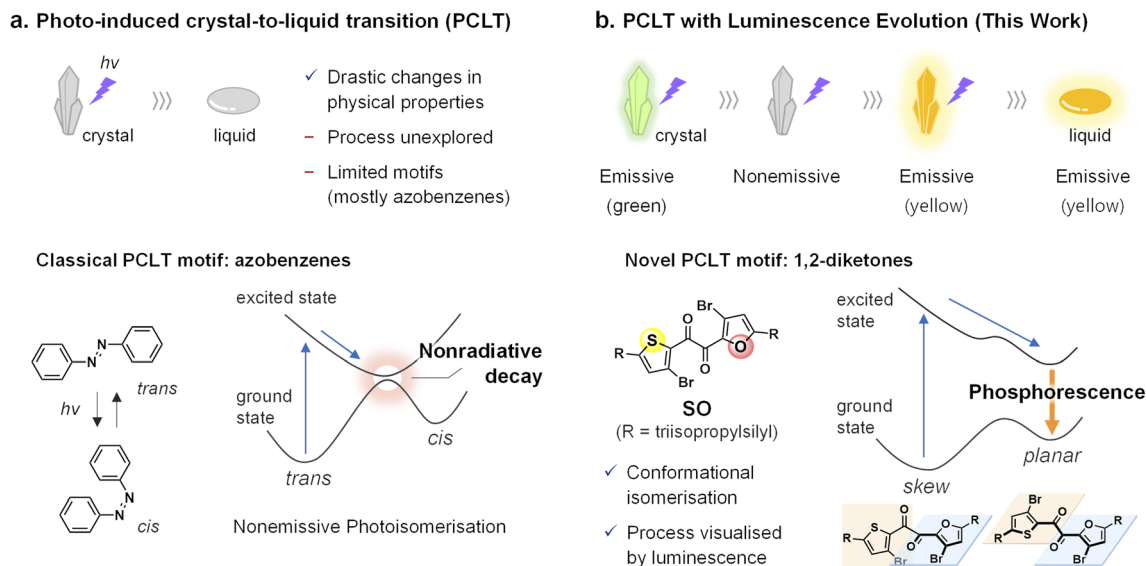 a. Photo-induced crystal-to-liquid transition (PCLT)
hv
crystal
liquid
✓ Drastic changes in
physical properties
– Process unexplored
– Limited motifs
(mostly azobenzenes)
Classical PCLT motif: azobenzenes
N
N
trans
hv
N
N
cis
excited state
Nonradiative
decay
ground
state
trans
cis
Nonemissive Photoisomerisation
b. PCLT with Luminescence Evolution (This Work)
crystal
liquid
Emissive
(green)
Nonemissive
Emissive
(yellow)
Emissive
(yellow)
Novel PCLT motif: 1,2-diketones
Br
R
O
S
O
R
O
Br
SO
(R = triisopropylsilyl)
✓ Conformational
isomerisation
✓ Process visualised
by luminescence
excited
state
Phosphorescence
ground
state
skew
planar
S
O
O
R
R
O
Br
Br
Br
O
O
R
R
S
O
Br